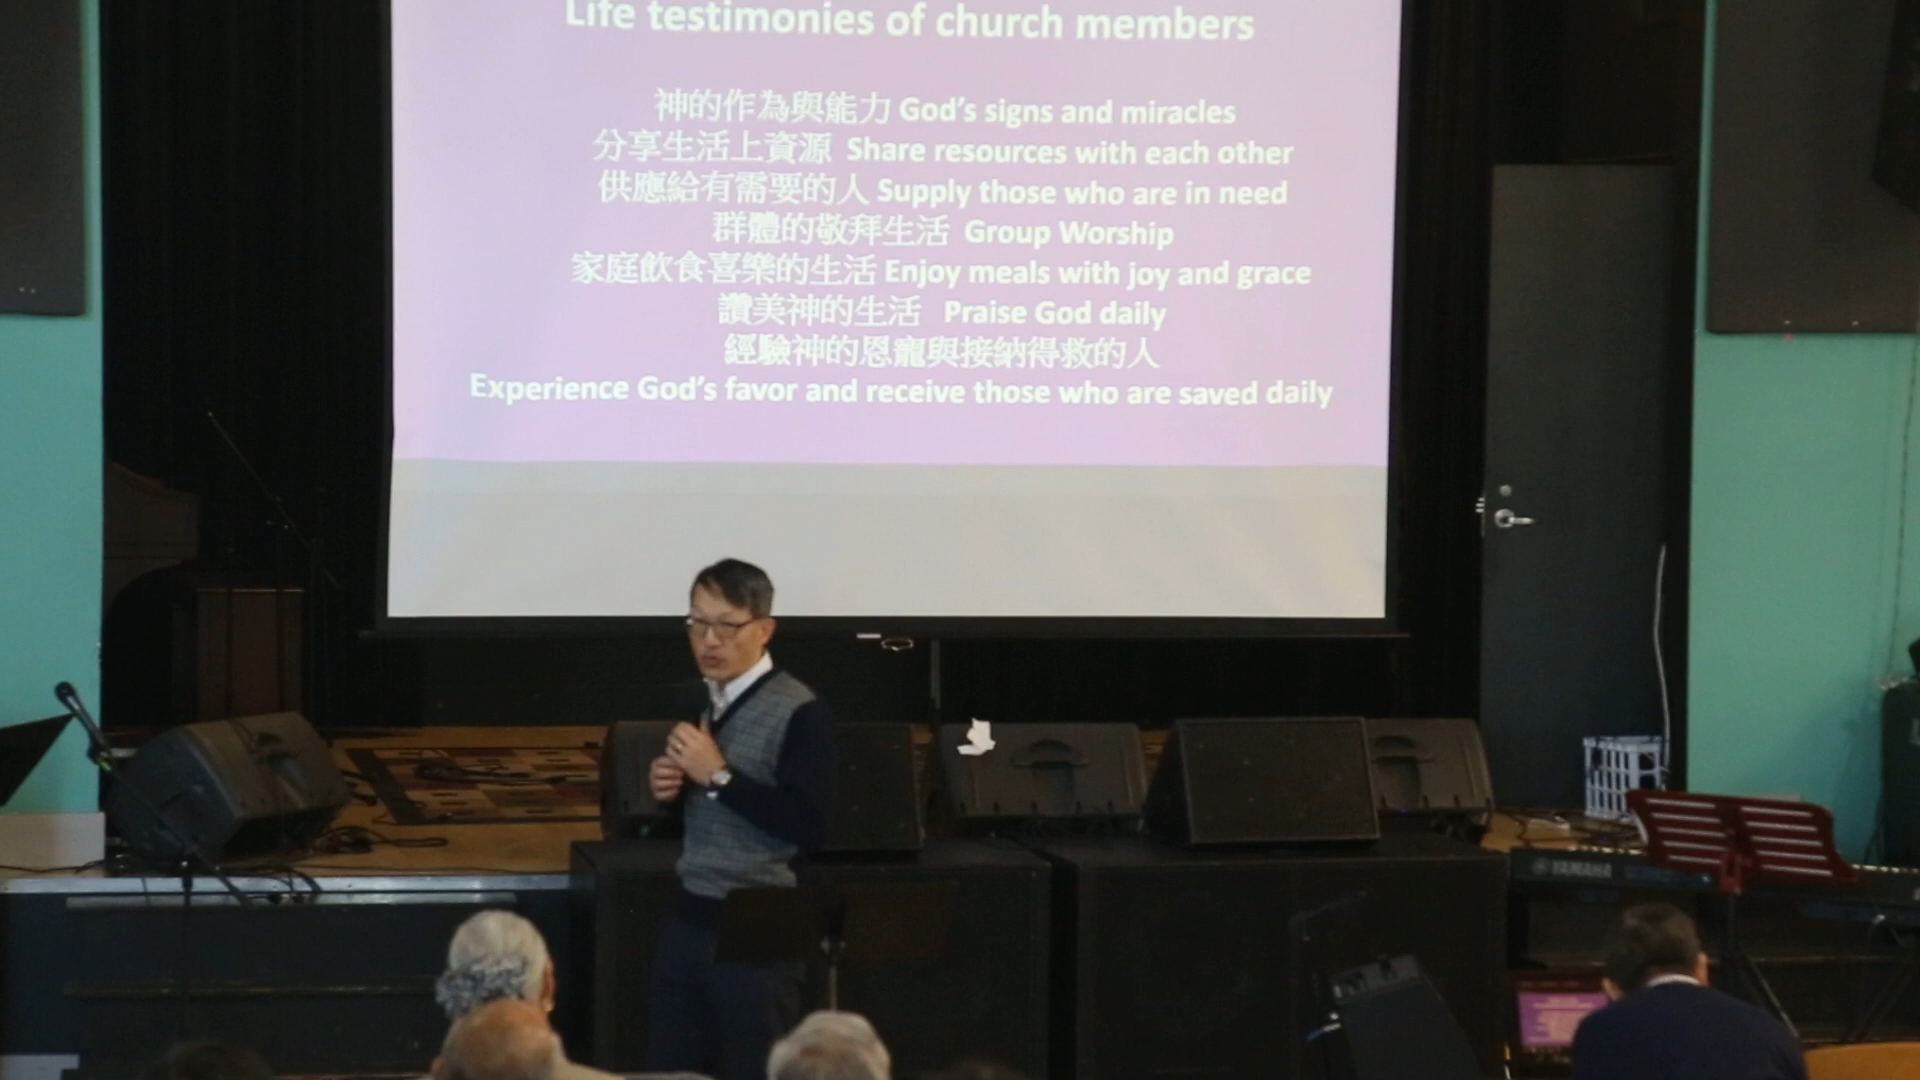 Life testimonies of church members
神的作為與能力 God's signs and miracles
分享生活上資源 Share resources with each other
供應給有需要的人 Supply those who are in need
群體的敬拜生活 Group Worship
家庭飲食喜樂的生活 Enjoy meals with joy and grace
讚美神的生活 Praise God daily
經驗神的恩寵與接納得救的人
Experience God's favor and receive those who are saved daily
YAMAHA